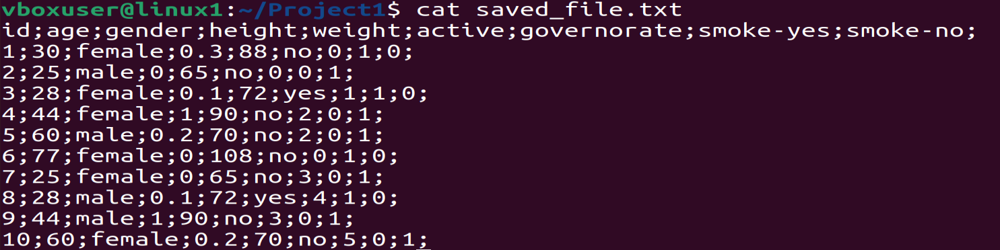 vboxuser@linux1:~/Project1$ cat saved_file.txt
id;age;gender;height;weight;active;governorate;smoke-yes;smoke-no;
1;30;female;0.3;88;no;0;1;0;
2;25;male;0;65;no;0;0;1;
3;28;female;0.1;72;yes;1;1;0;
4;44;female;1;90;no;2;0;1;
5;60;male;0.2;70;no;2;0;1;
6;77;female;0;108;no;0;1;0;
7;25;female;0;65;no;3;0;1;
8;28;male;0.1;72;yes;4;1;0;
9;44;male;1;90;no;3;0;1;
10;60;female;0.2;70;no;5;0;1;